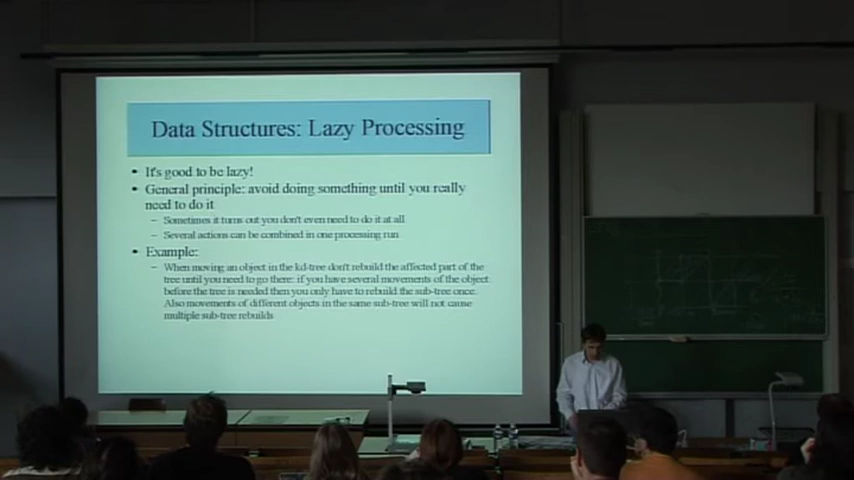 Data Structures: Lazy Processing
• It's good to be lazy!
• General principle: avoid doing something until you really
need to do it
– Sometimes it turns out you don't even need to do it at all
– Several actions can be combined in one processing run
• Example:
– When moving an object in the kd-tree don't rebuild the affected part of the
tree until you need to go there: if you have several movements of the object
before the tree is needed then you only have to rebuild the sub-tree once.
Also movements of different objects in the same sub-tree will not cause
multiple sub-tree rebuilds